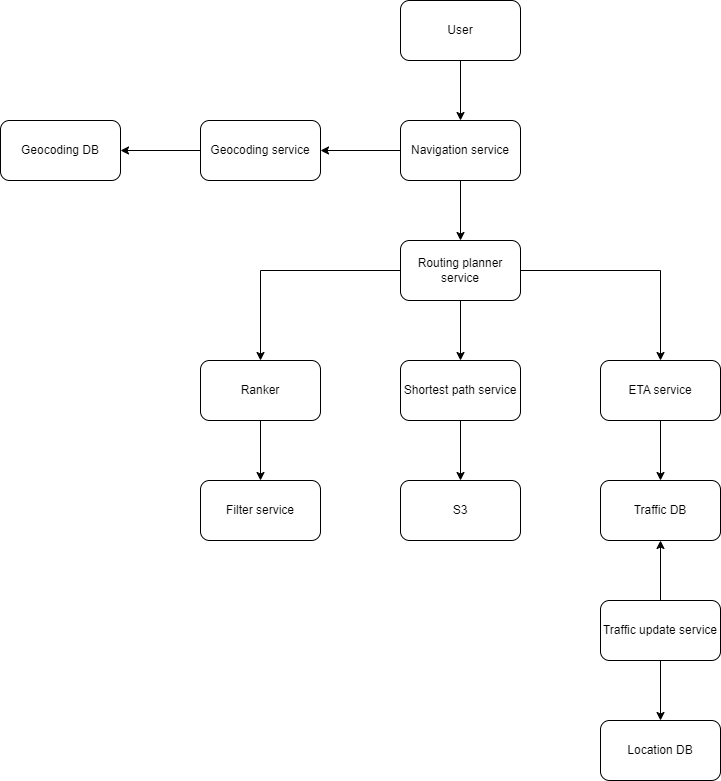 User
Geocoding DB
Geocoding service
Navigation service
Routing planner
service
Ranker
Shortest path service
ETA service
Filter service
S3
Traffic DB
Traffic update service
Location DB